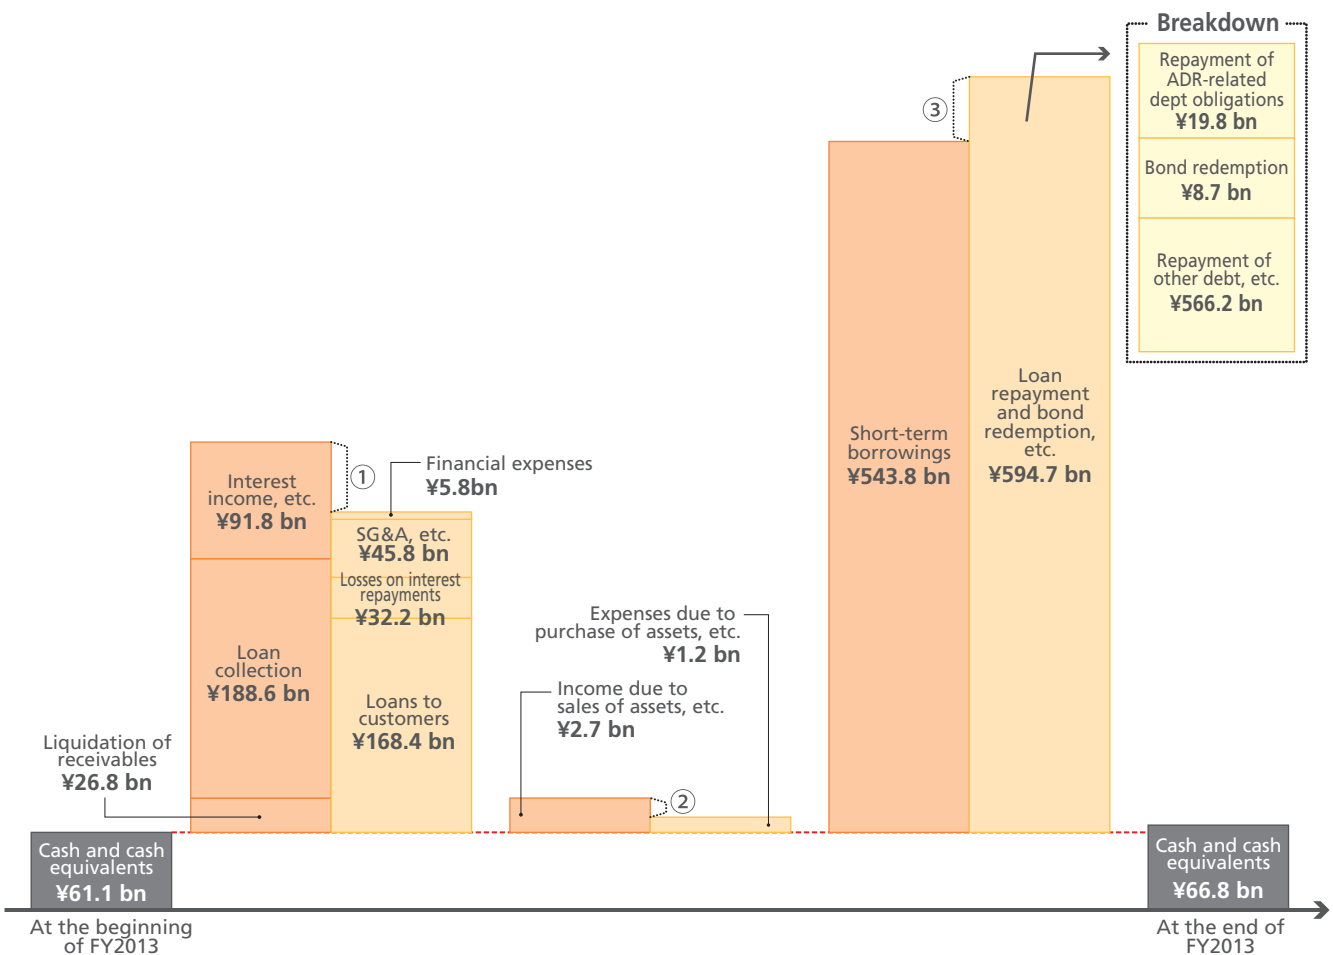 Breakdown
Repayment of
ADR-related
dept obligations
¥19.8 bn
Bond redemption
¥8.7 bn
Repayment of
other debt, etc.
¥566.2 bn
③
Loan
repayment
and bond
redemption,
etc.
¥594.7 bn
Short-term
borrowings
¥543.8 bn
①
Financial expenses
¥5.8bn
Interest
income, etc.
¥91.8 bn
SG&A, etc.
¥45.8 bn
Losses on interest
repayments
¥32.2 bn
Loan
collection
¥188.6 bn
Loans to
customers
¥168.4 bn
Expenses due to
purchase of assets, etc.
¥1.2 bn
Income due to
sales of assets, etc.
¥2.7 bn
②
Liquidation of
receivables
¥26.8 bn
Cash and cash
equivalents
¥61.1 bn
Cash and cash
equivalents
¥66.8 bn
At the beginning
of FY2013
At the end of
FY2013